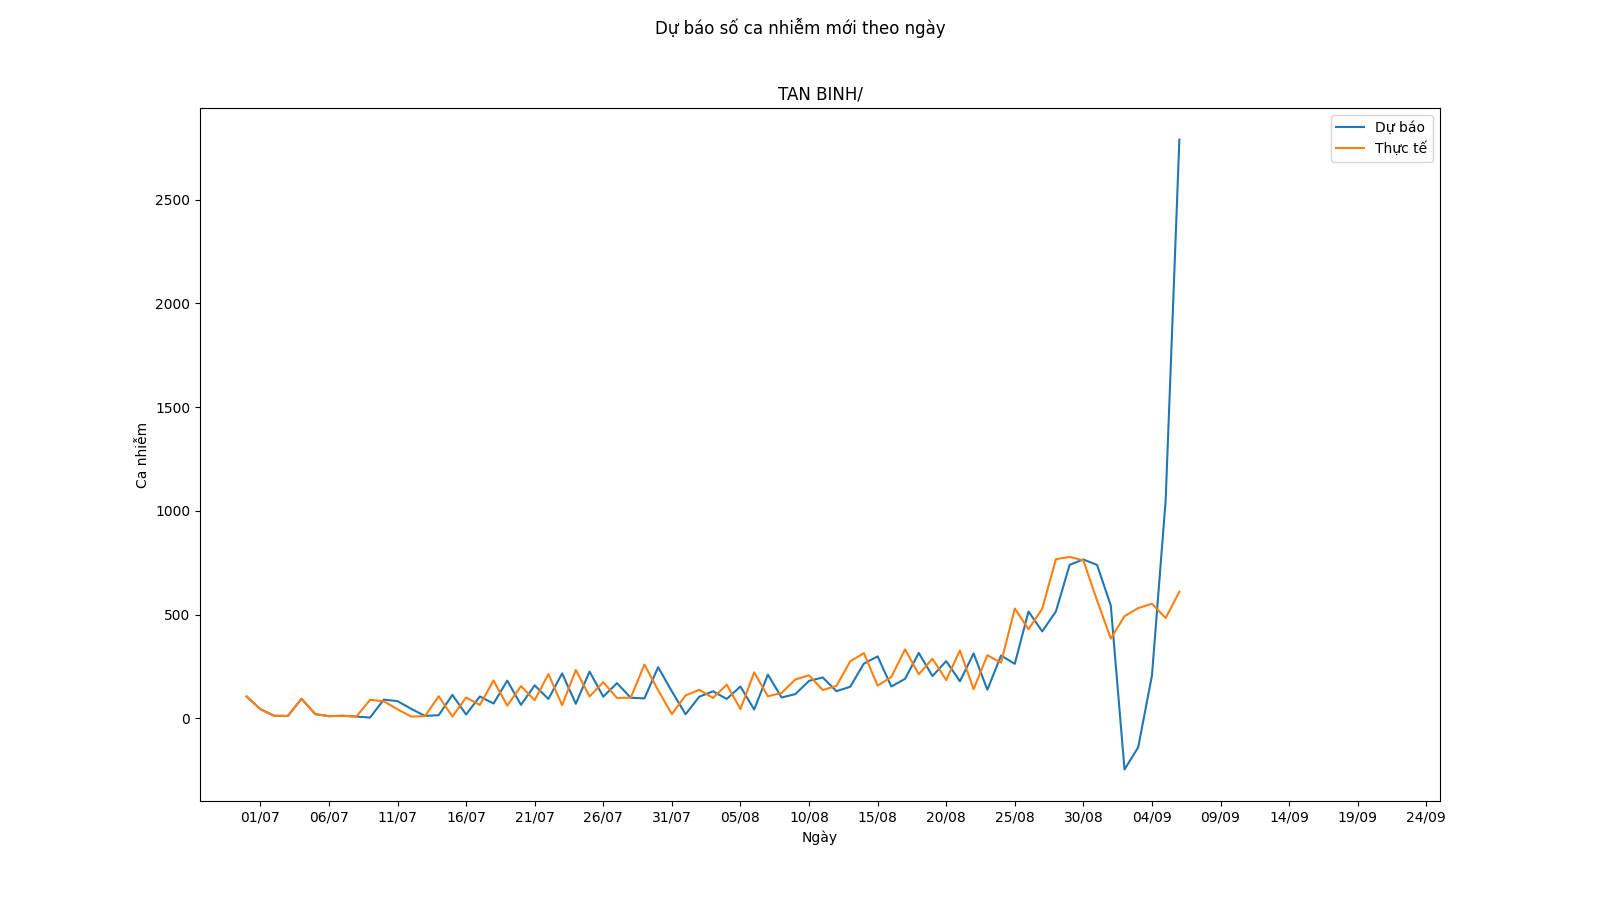 Dự báo số ca nhiễm mới theo ngày
TAN BINH/
Dự báo
Thực tế
2500
2000
1500
1000
500
0
Ca nhiễm
01/07 06/07 11/07 16/07 21/07 26/07 31/07 05/08 10/08 15/08 20/08 25/08 30/08 04/09 09/09 14/09 19/09 24/09
Ngày